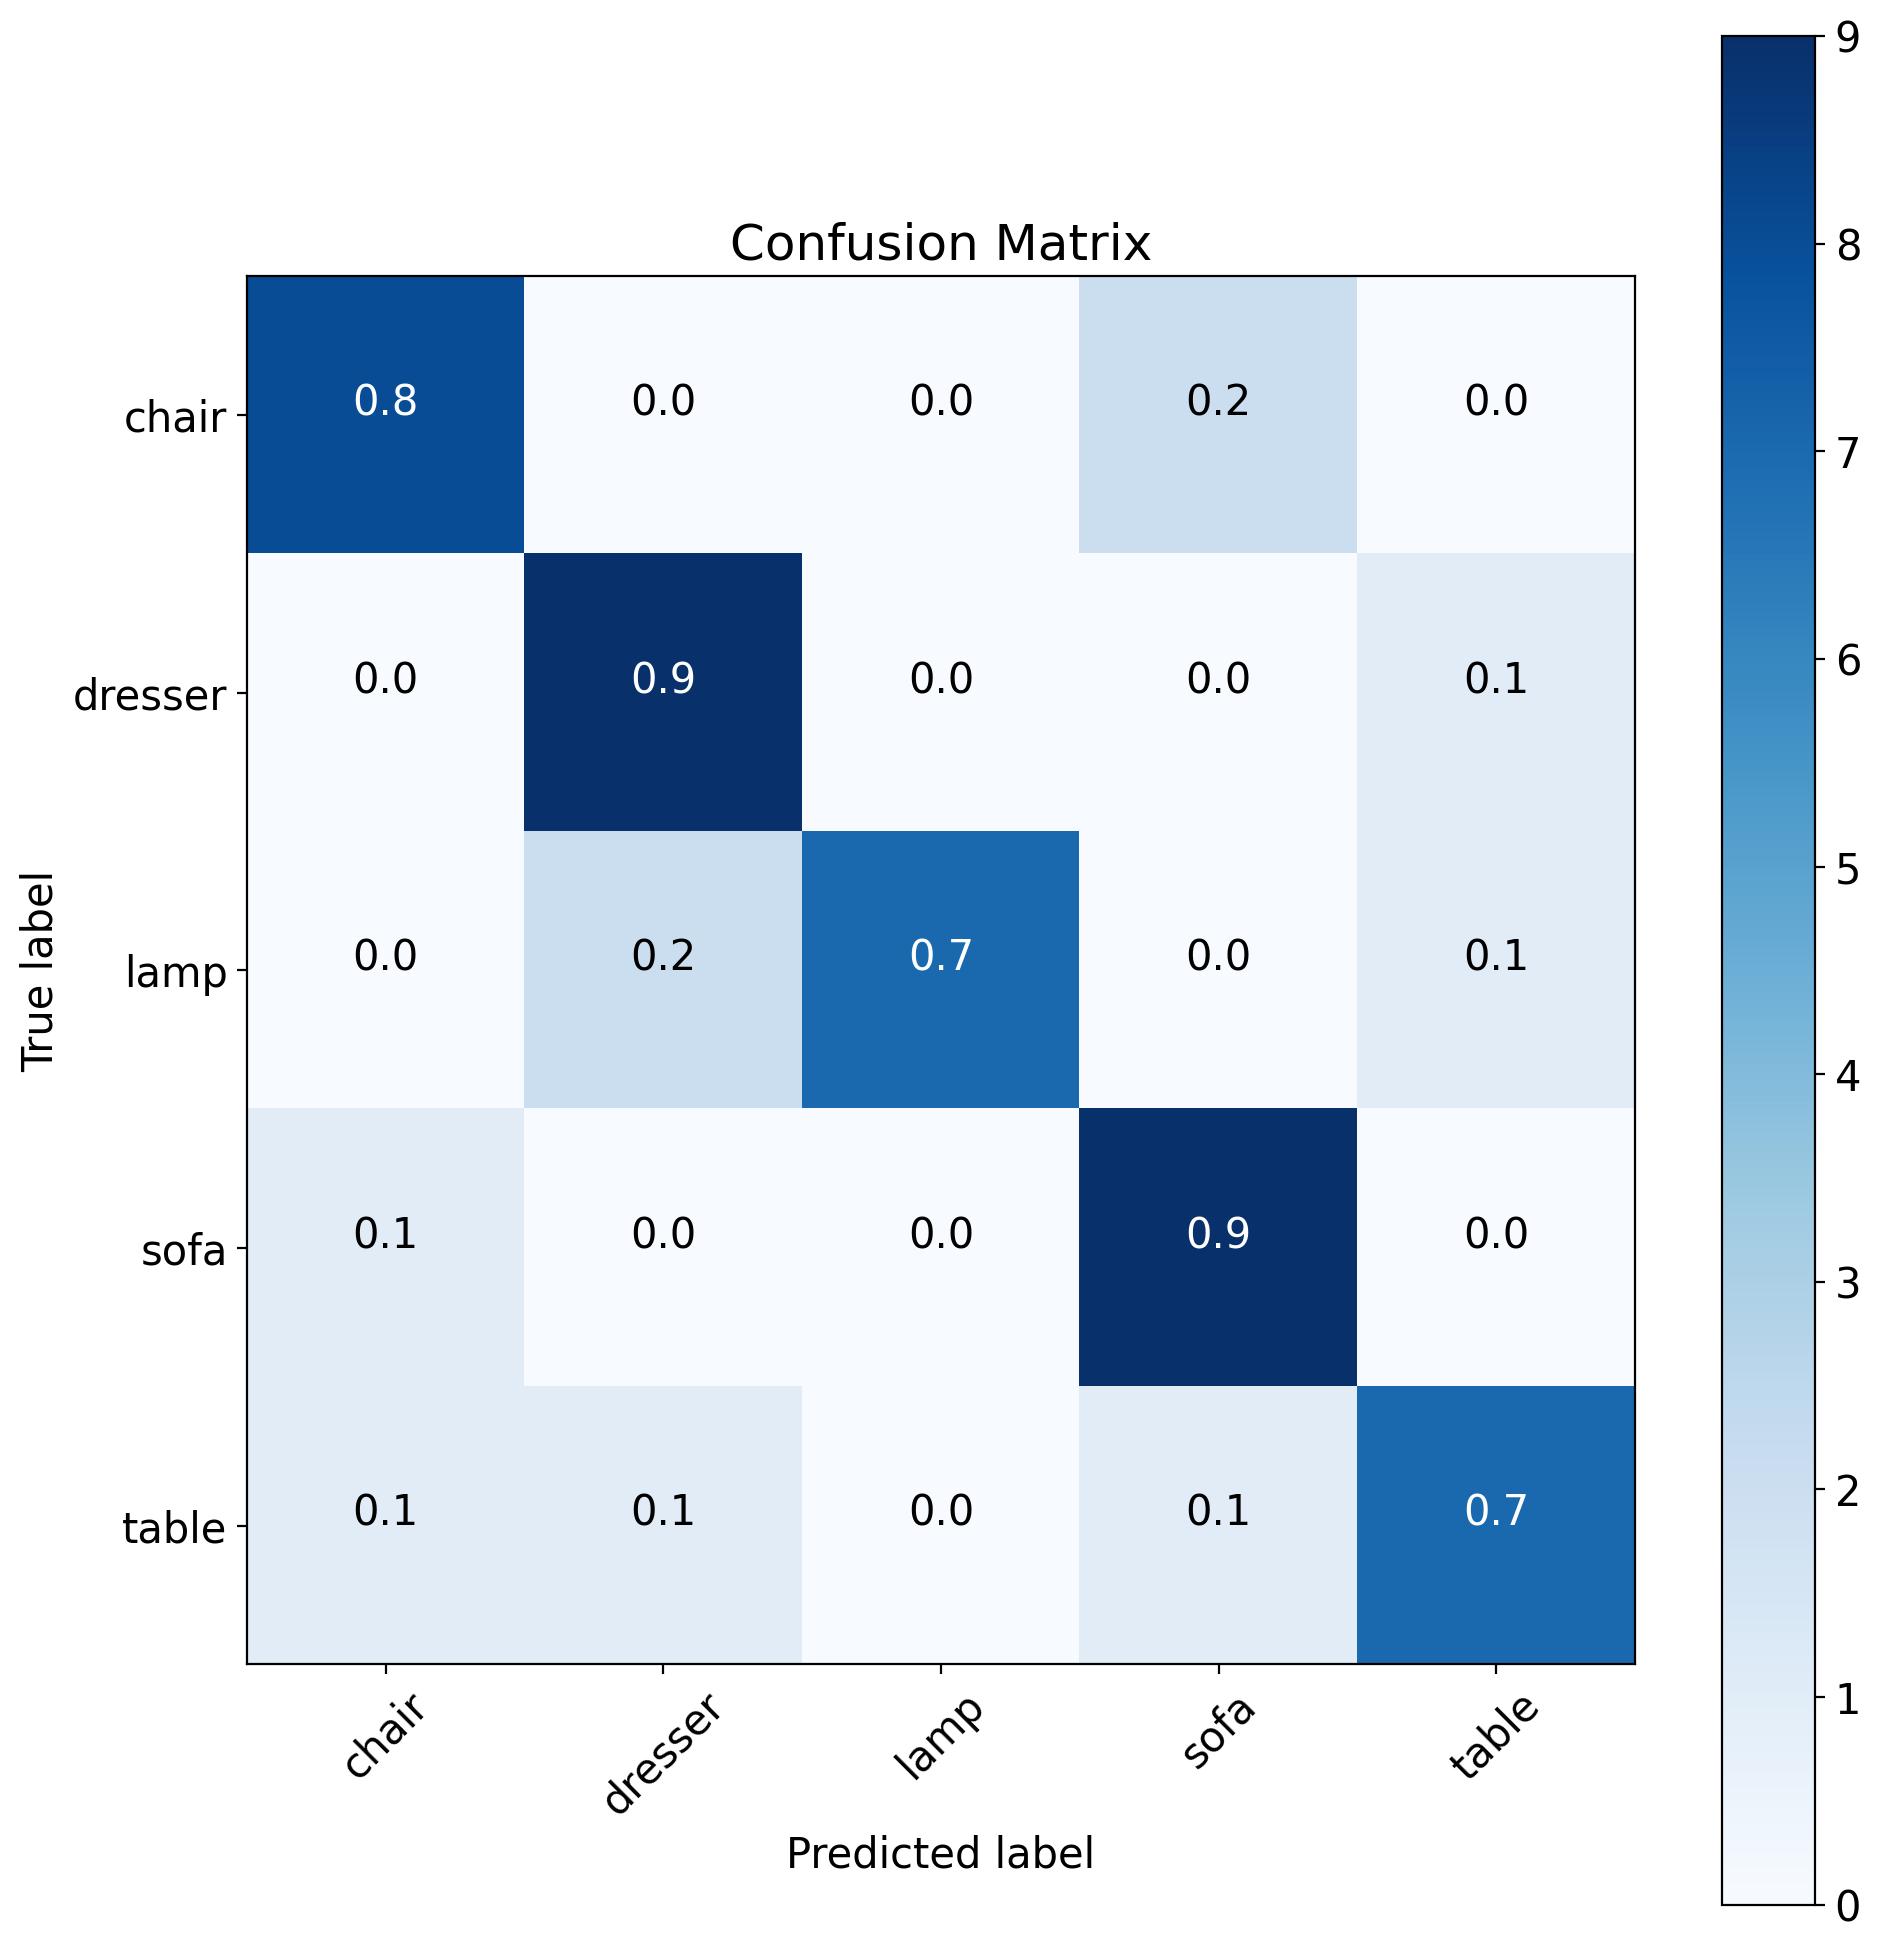 Confusion Matrix
chair 0.8 0.0 0.0 0.2 0.0
dresser 0.0 0.9 0.0 0.0 0.1
lamp 0.0 0.2 0.7 0.0 0.1
sofa 0.1 0.0 0.0 0.9 0.0
table 0.1 0.1 0.0 0.1 0.7
True label
chair dresser lamp sofa table
Predicted label
9
8
7
6
5
4
3
2
1
0